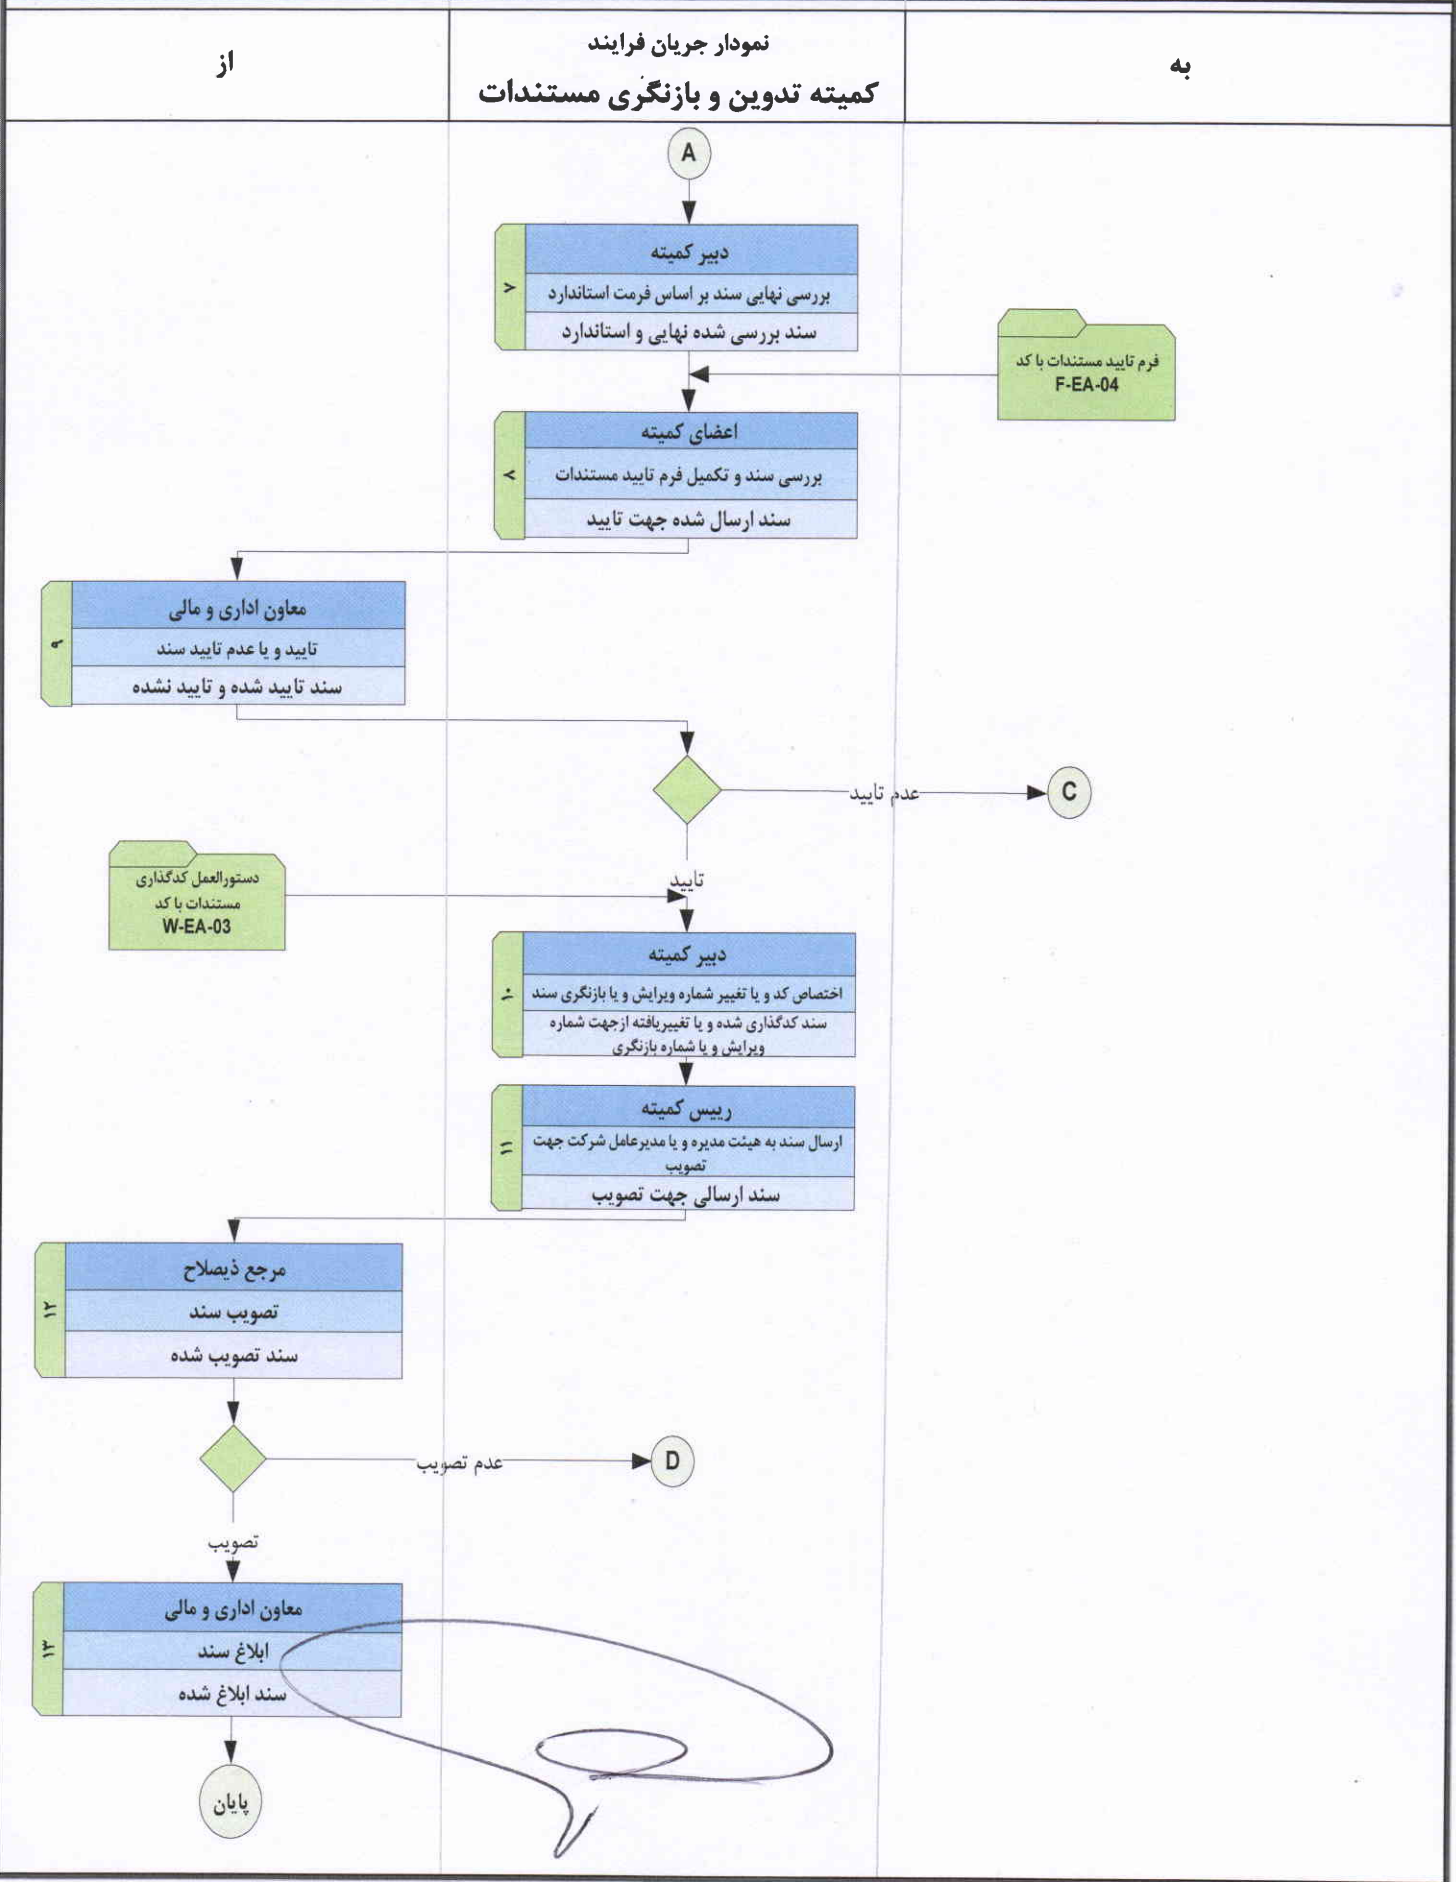 به
نمودار جریان فرایند
کمیته تدوین و بازنگری مستندات
از
A
۷
دبیر کمیته
بررسی نهایی سند بر اساس فرمت استاندارد
سند بررسی شده نهایی و استاندارد
فرم تایید مستندات با کد
F-EA-04
۸
اعضای کمیته
بررسی سند و تکمیل فرم تایید مستندات
سند ارسال شده جهت تایید
۹
معاون اداری و مالی
تایید و یا عدم تایید سند
سند تایید شده و تایید نشده
عدم تایید
C
تایید
دستورالعمل کدگذاری
مستندات با کد
W-EA-03
۱۰
دبیر کمیته
اختصاص کد و یا تغییر شماره ویرایش و یا بازنگری سند
سند کدگذاری شده و یا تغییریافته ازجهت شماره
ویرایش و یا شماره بازنگری
۱۱
رییس کمیته
ارسال سند به هیئت مدیره و یا مدیرعامل شرکت جهت
تصویب
سند ارسالی جهت تصویب
۱۲
مرجع ذیصلاح
تصویب سند
سند تصویب شده
عدم تصویب
D
تصویب
۱۳
معاون اداری و مالی
ابلاغ سند
سند ابلاغ شده
پایان